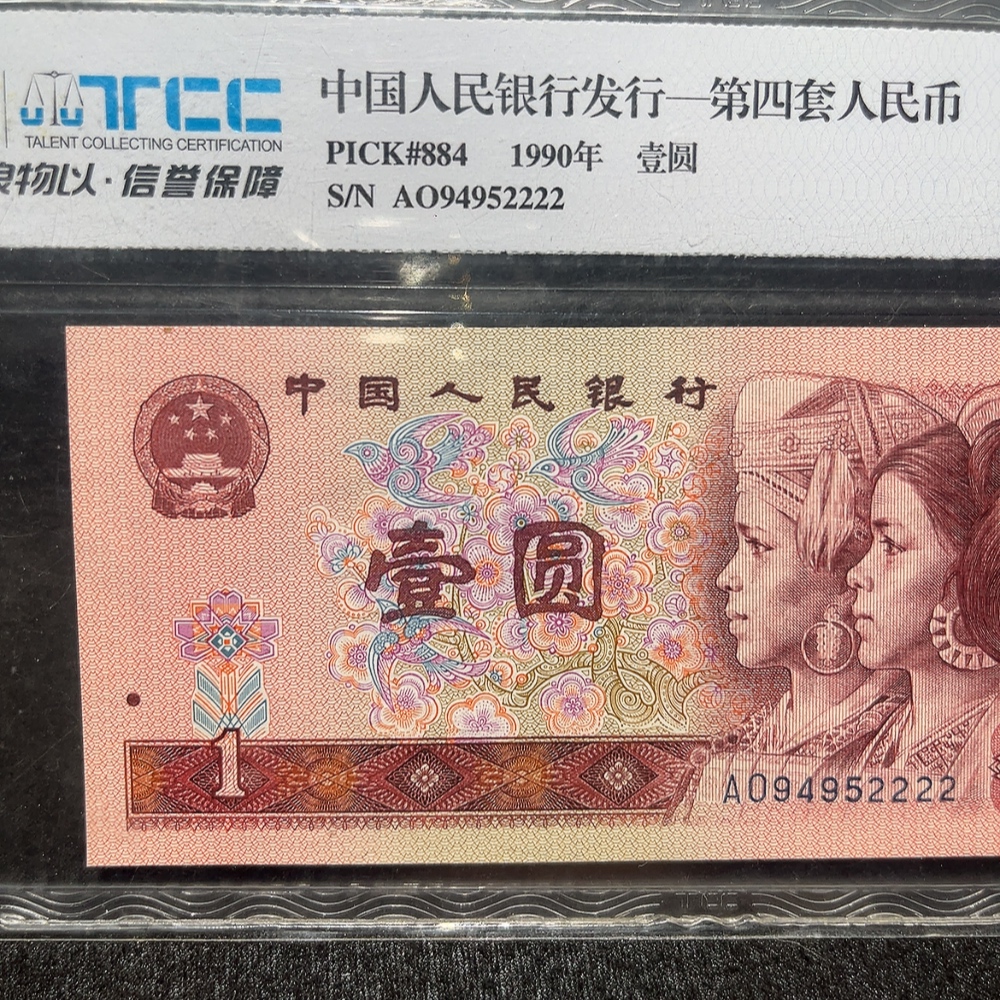 TCC
TALENT COLLECTING CERTIFICATION
物以·信誉保障
中国人民银行发行—第四套人民币
PICK#884 1990年 壹圆
S/N AO94952222
中国人民银行
壹圆
1
AO94952222